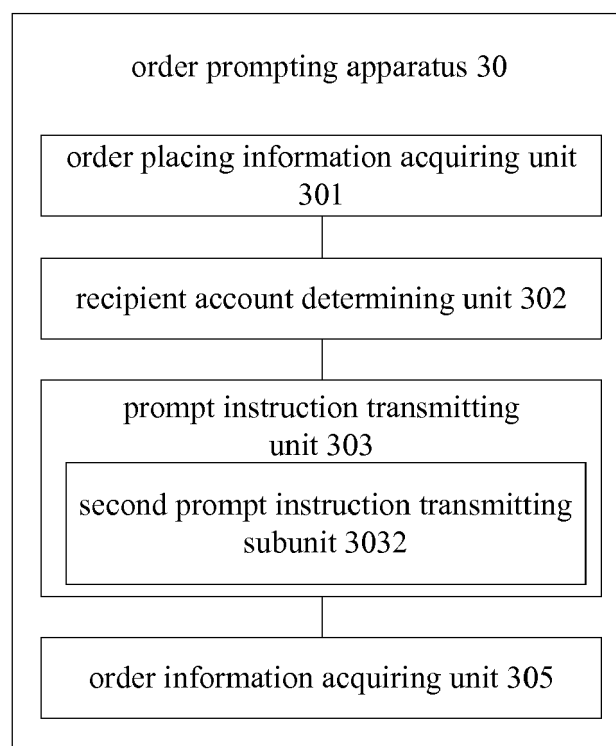 order prompting apparatus 30
order placing information acquiring unit
301
recipient account determining unit 302
prompt instruction transmitting
unit 303
second prompt instruction transmitting
subunit 3032
order information acquiring unit 305